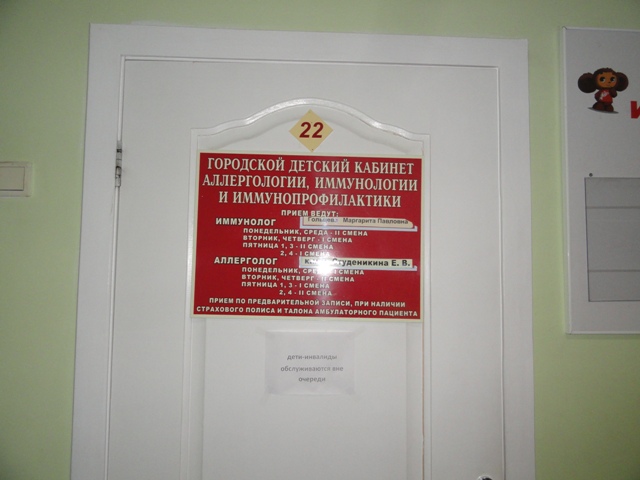 22
ГОРОДСКОЙ ДЕТСКИЙ КАБИНЕТ
АЛЛЕРГОЛОГИИ, ИММУНОЛОГИИ
И ИММУНОПРОФИЛАКТИКИ
ПРИЕМ ВЕДУТ:
ИММУНОЛОГ Маргарита Павловна
ПОНЕДЕЛЬНИК, СРЕДА - II СМЕНА
ВТОРНИК, ЧЕТВЕРГ - I СМЕНА
ПЯТНИЦА 1, 3 - II СМЕНА
2, 4 - I СМЕНА
АЛЛЕРГОЛОГ Студеникина Е. В.
ПОНЕДЕЛЬНИК, СРЕДА - I СМЕНА
ВТОРНИК, ЧЕТВЕРГ - II СМЕНА
ПЯТНИЦА 1, 3 - I СМЕНА
2, 4 - II СМЕНА
ПРИЕМ ПО ПРЕДВАРИТЕЛЬНОЙ ЗАПИСИ, ПРИ НАЛИЧИИ
СТРАХОВОГО ПОЛИСА И ТАЛОНА АМБУЛАТОРНОГО ПАЦИЕНТА
дети-инвалиды
обслуживаются вне
очереди